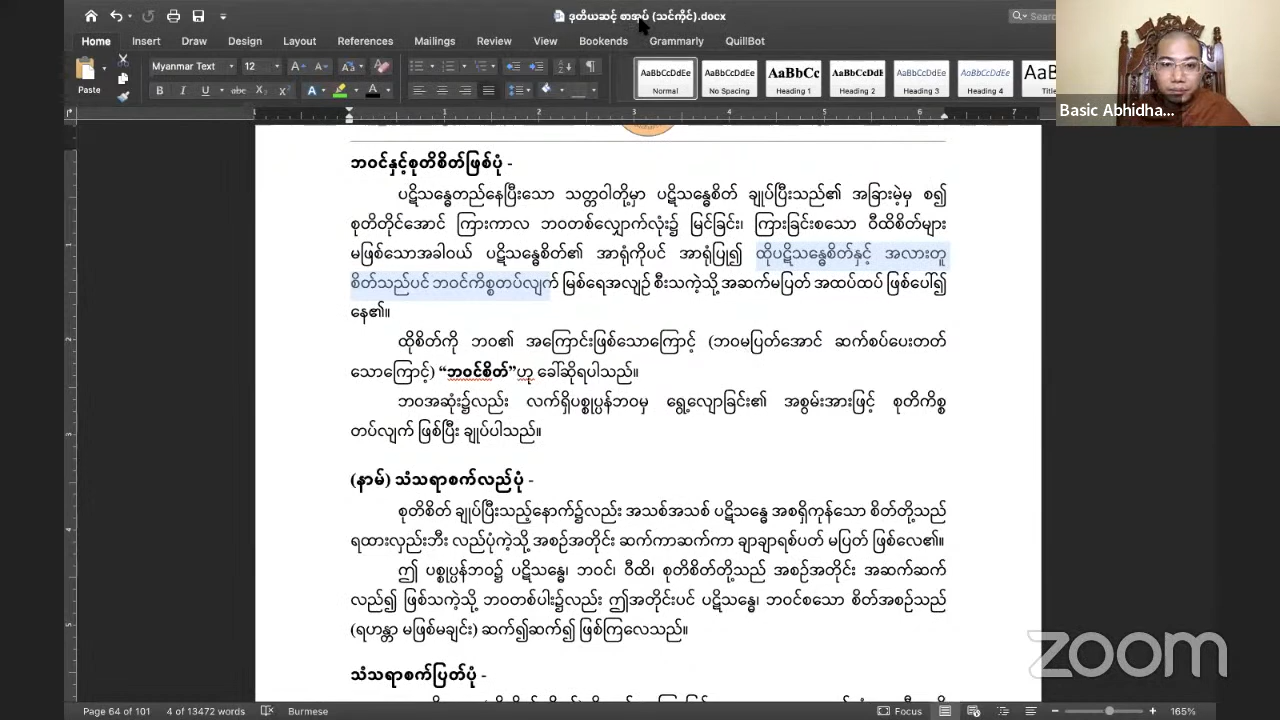 ဒုတိယဆင့် စာအုပ် (သင်ကိုင်).docx
Home Insert Draw Design Layout References Mailings Review View Bookends Grammarly QuillBot
Paste
Myanmar Text 12
AaBbCcDdEe AaBbCcDdEe AaBbCc AaBbCcDdE AaBbCcDdEe AaBbCcDdEe
Normal No Spacing Heading 1 Heading 2 Heading 3 Heading 4 Title
Basic Abhidha...
ဘဝင်နှင့်စုတိစိတ်ဖြစ်ပုံ -
ပဋိသန္ဓေတည်နေပြီးသော သတ္တဝါတို့မှာ ပဋိသန္ဓေစိတ် ချုပ်ပြီးသည်၏ အခြားမဲ့မှ စ၍
စုတိတိုင်အောင် ကြားကာလ ဘဝတစ်လျှောက်လုံး၌ မြင်ခြင်း၊ ကြားခြင်းစသော ဝီထိစိတ်များ
မဖြစ်သောအခါဝယ် ပဋိသန္ဓေစိတ်၏ အာရုံကိုပင် အာရုံပြု၍ ထိုပဋိသန္ဓေစိတ်နှင့် အလားတူ
စိတ်သည်ပင် ဘဝင်ကိစ္စတပ်လျက် မြစ်ရေအလျဉ် စီးသကဲ့သို့ အဆက်မပြတ် အထပ်ထပ် ဖြစ်ပေါ်၍
နေ၏။
ထိုစိတ်ကို ဘဝ၏ အကြောင်းဖြစ်သောကြောင့် (ဘဝမပြတ်အောင် ဆက်စပ်ပေးတတ်
သောကြောင့်) “ဘဝင်စိတ်”ဟု ခေါ်ဆိုရပါသည်။
ဘဝအဆုံး၌လည်း လက်ရှိပစ္စုပ္ပန်ဘဝမှ ရွေ့လျောခြင်း၏ အစွမ်းအားဖြင့် စုတိကိစ္စ
တပ်လျက် ဖြစ်ပြီး ချုပ်ပါသည်။
(နာမ်) သံသရာစက်လည်ပုံ -
စုတိစိတ် ချုပ်ပြီးသည့်နောက်၌လည်း အသစ်အသစ် ပဋိသန္ဓေ အစရှိကုန်သော စိတ်တို့သည်
ရထားလှည်းဘီး လည်ပုံကဲ့သို့ အစဉ်အတိုင်း ဆက်ကာဆက်ကာ ချာချာရစ်ပတ် မပြတ် ဖြစ်လေ၏။
ဤ ပစ္စုပ္ပန်ဘဝ၌ ပဋိသန္ဓေ၊ ဘဝင်၊ ဝီထိ၊ စုတိစိတ်တို့သည် အစဉ်အတိုင်း အဆက်ဆက်
လည်၍ ဖြစ်သကဲ့သို့ ဘဝတစ်ပါး၌လည်း ဤအတိုင်းပင် ပဋိသန္ဓေ၊ ဘဝင်စသော စိတ်အစဉ်သည်
(ရဟန္တာ မဖြစ်မချင်း) ဆက်၍ဆက်၍ ဖြစ်ကြလေသည်။
သံသရာစက်ပြတ်ပုံ -
zoom
Page 64 of 101 4 of 13472 words Burmese Focus 165%